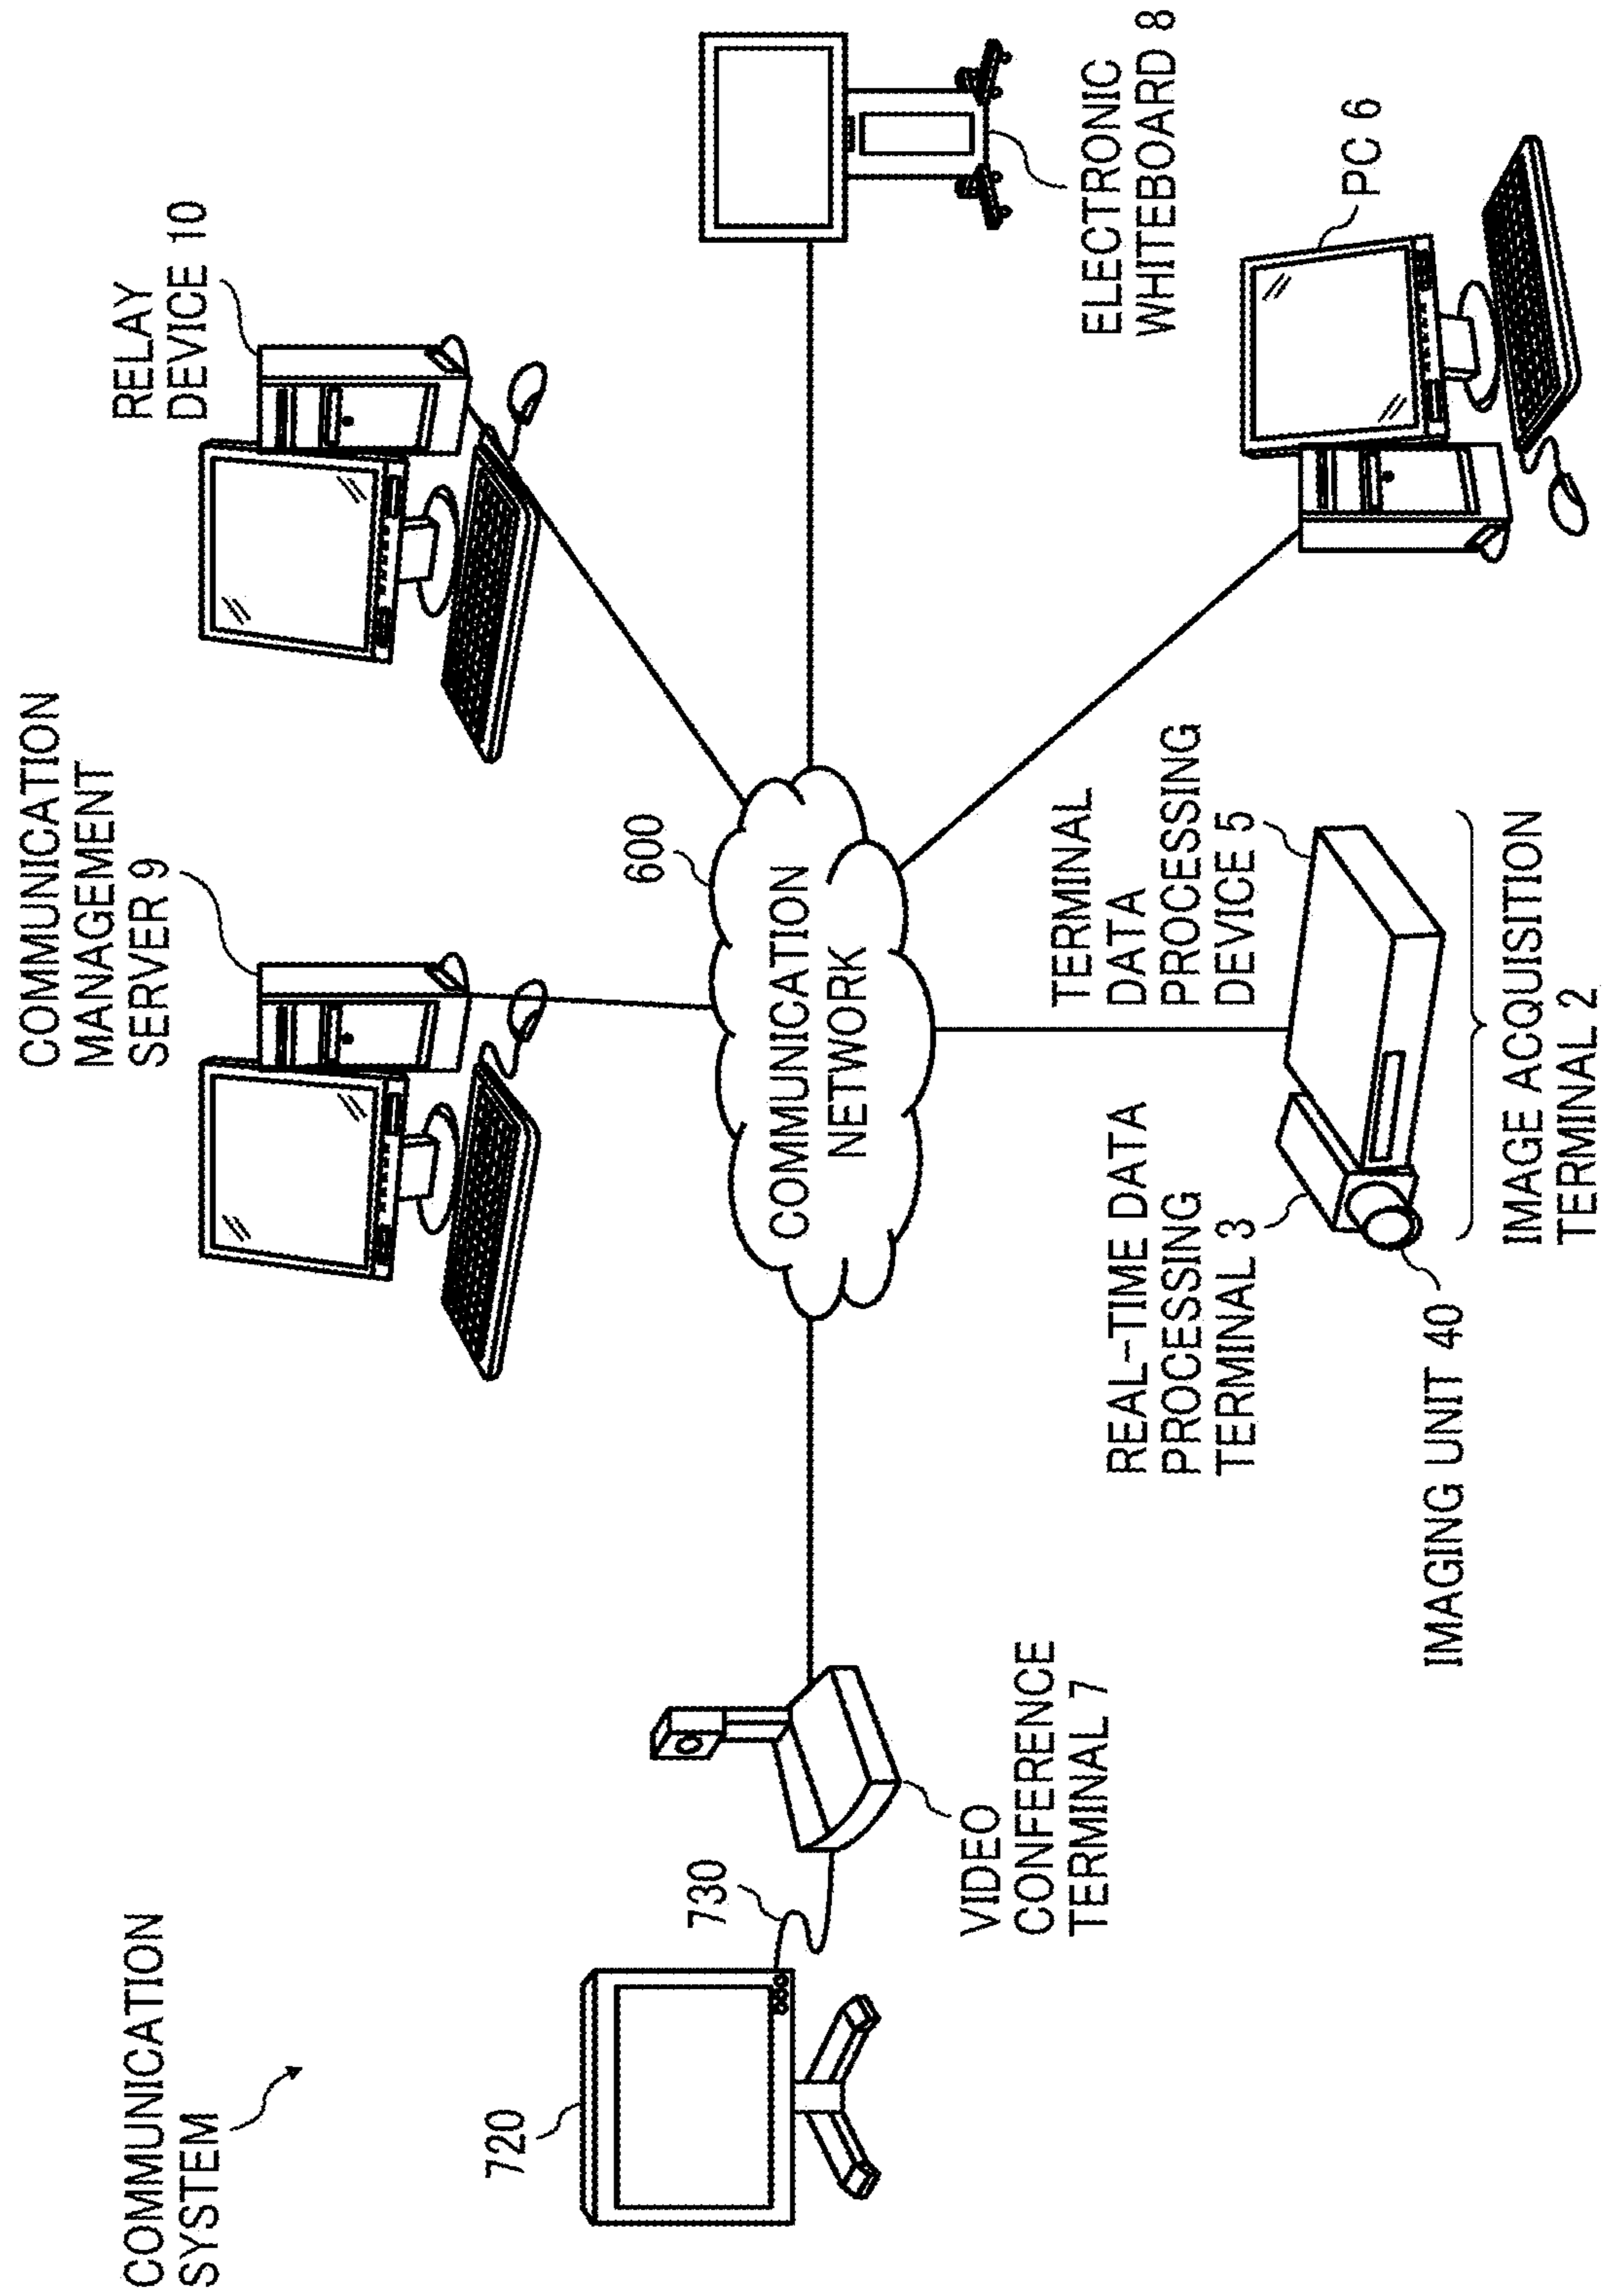 COMMUNICATION
SYSTEM
COMMUNICATION
MANAGEMENT
SERVER 9
RELAY
DEVICE 10
720
730
VIDEO
CONFERENCE
TERMINAL 7
600
COMMUNICATION
NETWORK
ELECTRONIC
WHITEBOARD 8
REAL-TIME DATA
PROCESSING
TERMINAL 3
TERMINAL
DATA
PROCESSING
DEVICE 5
PC 6
IMAGING UNIT 40
IMAGE ACQUISITION
TERMINAL 2